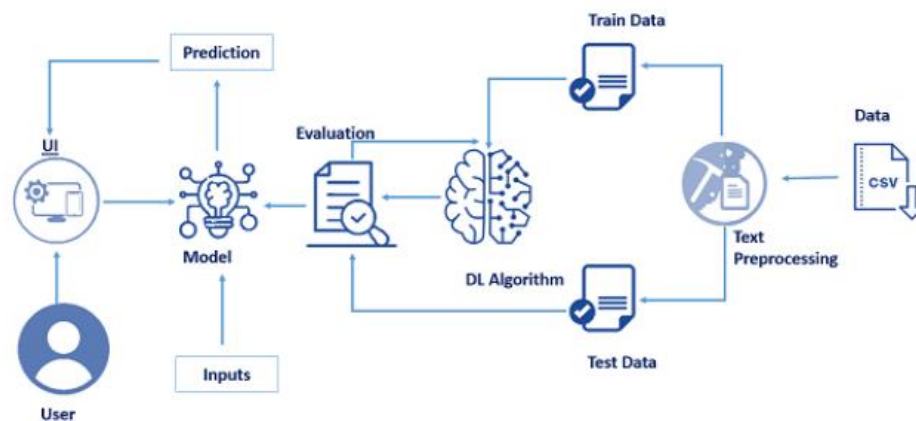 Train Data
Prediction
Data
Evaluation
UI
CSV
Model
Text
Preprocessing
DL Algorithm
Test Data
Inputs
User